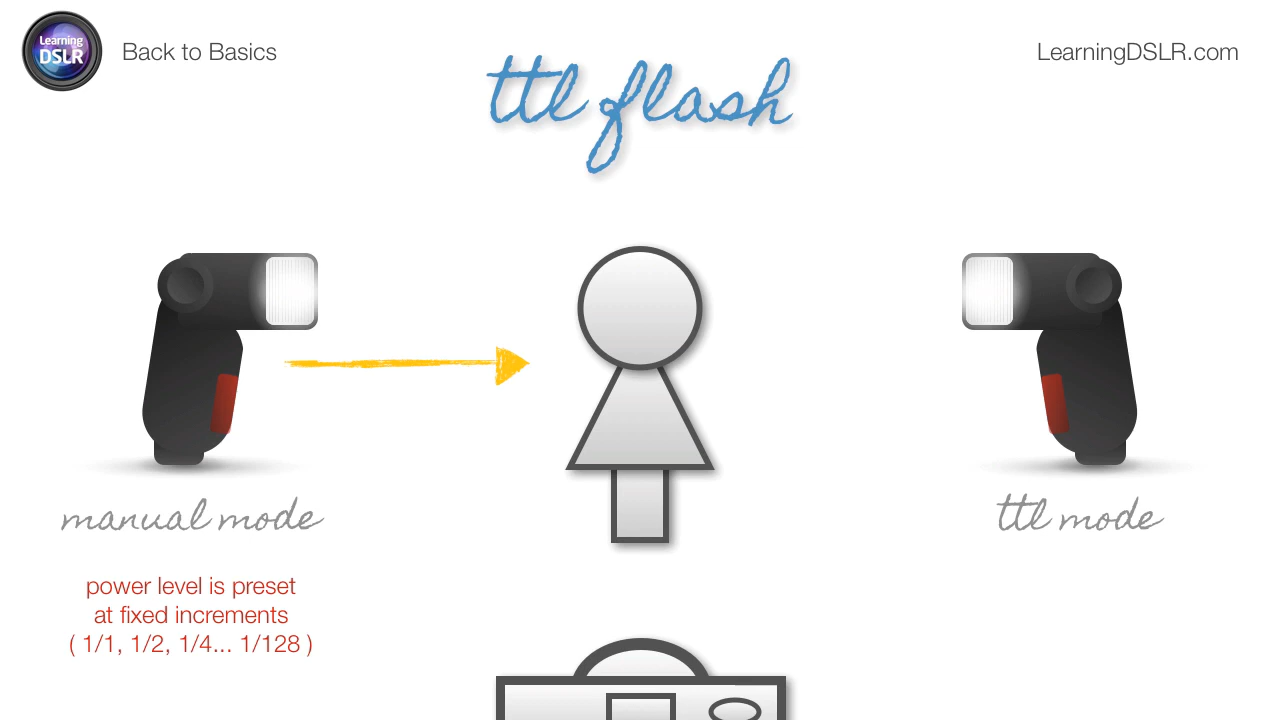 Learning
DSLR
Back to Basics
LearningDSLR.com
ttl flash
manual mode
ttl mode
power level is preset
at fixed increments
( 1/1, 1/2, 1/4... 1/128 )